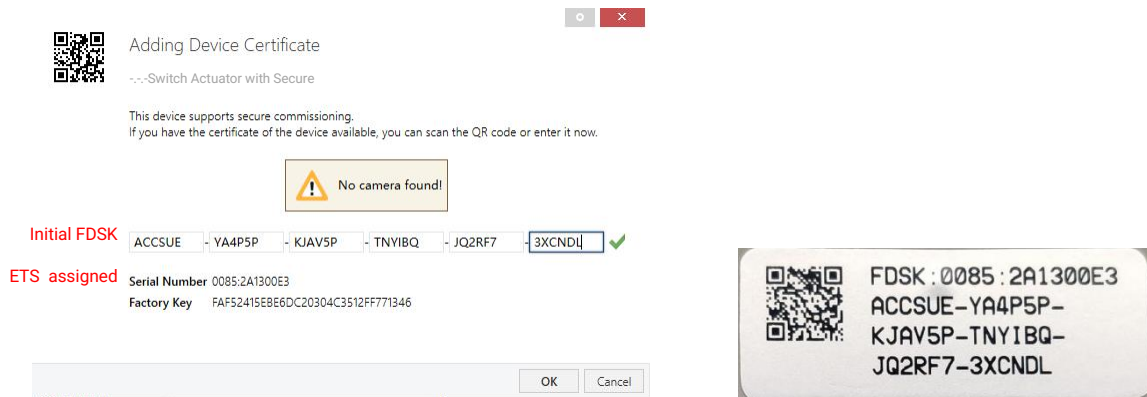 Adding Device Certificate
-.-.-Switch Actuator with Secure
This device supports secure commissioning.
If you have the certificate of the device available, you can scan the QR code or enter it now.
No camera found!
Initial FDSK
ACCSUE - YA4P5P - KJAV5P - TNYIBQ - JQ2RF7 - 3XCNDL
ETS assigned
Serial Number 0085:2A1300E3
Factory Key FAF52415EBE6DC20304C3512FF771346
OK Cancel
FDSK:0085:2A1300E3
ACCSUE-YA4P5P-
KJAV5P-TNYIBQ-
JQ2RF7-3XCNDL